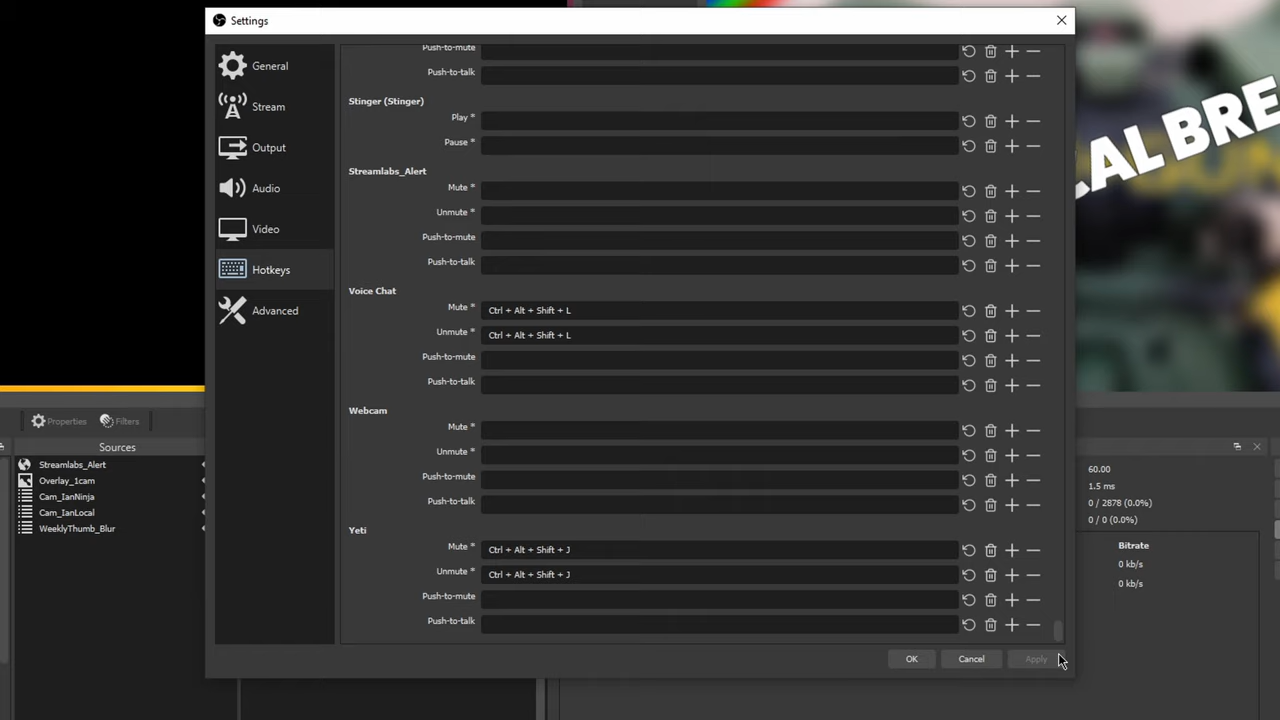 Settings
General
Stream
Output
Audio
Video
Hotkeys
Advanced
Push-to-mute
Push-to-talk
Stinger (Stinger)
Play *
Pause *
Streamlabs_Alert
Mute *
Unmute *
Push-to-mute
Push-to-talk
Voice Chat
Mute * Ctrl + Alt + Shift + L
Unmute * Ctrl + Alt + Shift + L
Push-to-mute
Push-to-talk
Webcam
Mute *
Unmute *
Push-to-mute
Push-to-talk
Yeti
Mute * Ctrl + Alt + Shift + J
Unmute * Ctrl + Alt + Shift + J
Push-to-mute
Push-to-talk
OK Cancel Apply
Properties Filters
Sources
Streamlabs_Alert
Overlay_1cam
Cam_IanNinja
Cam_IanLocal
WeeklyThumb_Blur
CAL BRE
60.00
1.5 ms
0 / 2878 (0.0%)
0 / 0 (0.0%)
Bitrate
0 kb/s
0 kb/s